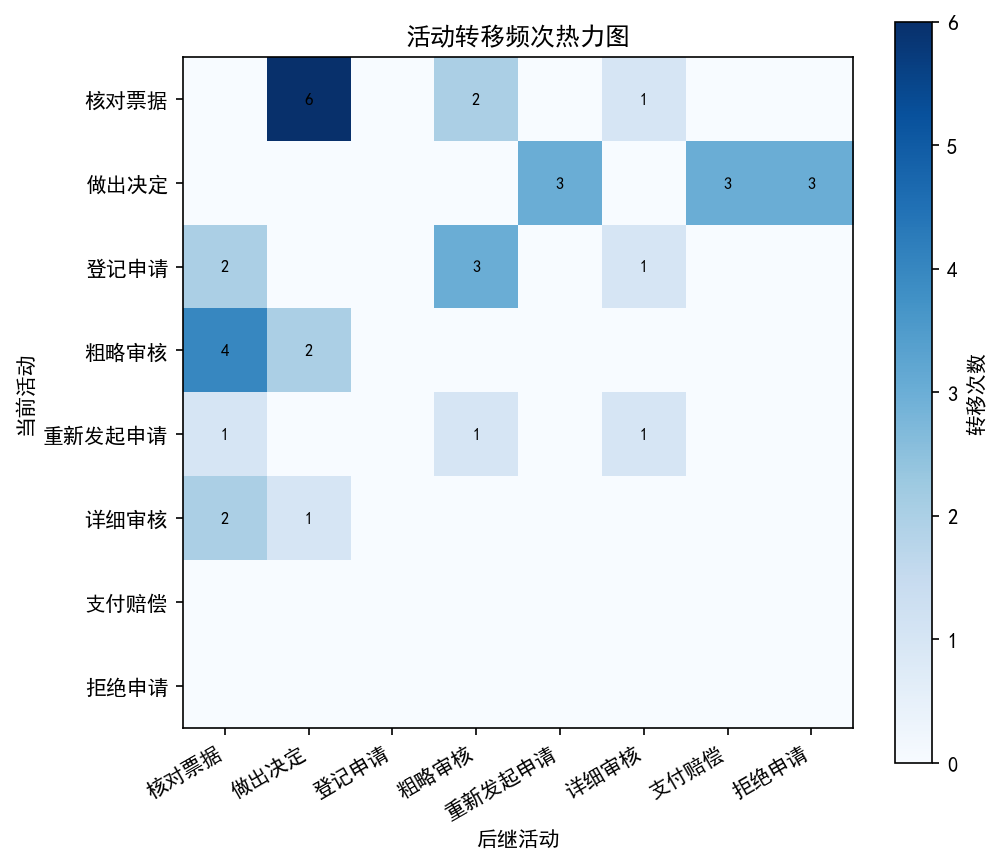 活动转移频次热力图
核对票据 6 2 1
做出决定 3 3 3
登记申请 2 3 1
粗略审核 4 2
重新发起申请 1 1 1
详细审核 2 1
支付赔偿
拒绝申请
当前活动
核对票据 做出决定 登记申请 粗略审核 重新发起申请 详细审核 支付赔偿 拒绝申请
后继活动
6
5
4
3
2
1
0
转移次数